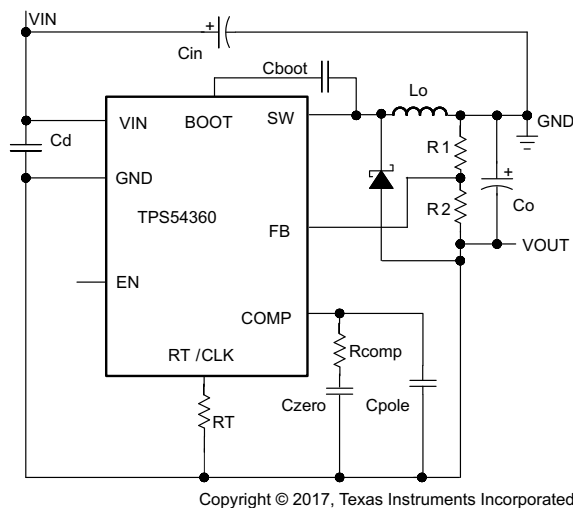 VIN
+
Cin
Cboot
Lo
VIN
BOOT
SW
GND
Cd
R1
GND
+
TPS54360
R2
Co
FB
VOUT
EN
COMP
Rcomp
RT /CLK
Czero
Cpole
RT
Copyright © 2017, Texas Instruments Incorporated